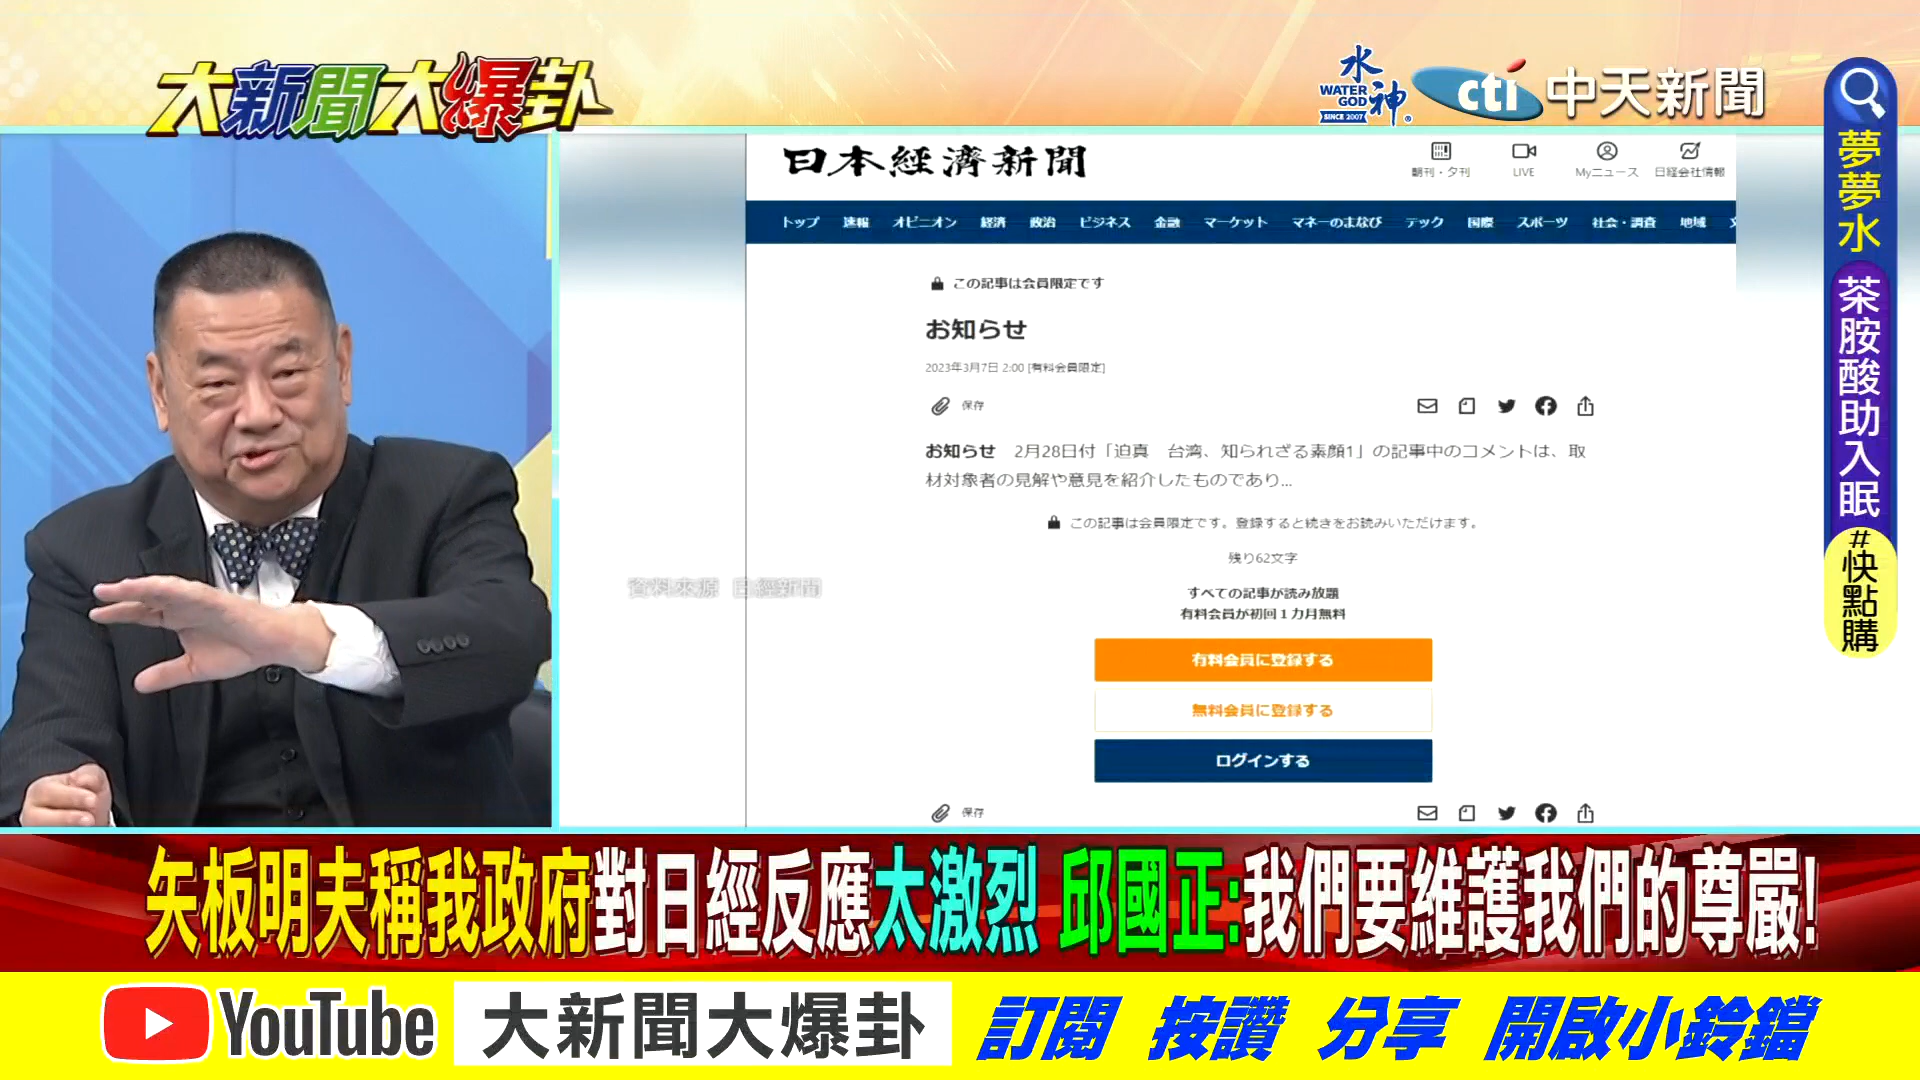 大新聞大爆卦
水神
WATER GOD
SINCE 2007
cti 中天新聞
夢夢水
茶胺酸助入眠
#快點購
日本経済新聞
朝刊・夕刊
LIVE
Myニュース
日経会社情報
トップ 速報 オピニオン 経済 政治 ビジネス 金融 マーケット マネーのまなび テック 国際 スポーツ 社会・調査 地域
この記事は会員限定です
お知らせ
2023年3月7日 2:00 [有料会員限定]
保存
お知らせ 2月28日付「迫真 台湾、知られざる素顔1」の記事中のコメントは、取
材対象者の見解や意見を紹介したものであり...
この記事は会員限定です。登録すると続きをお読みいただけます。
残り62文字
資料來源 日經新聞
すべての記事が読み放題
有料会員が初回1カ月無料
有料会員に登録する
無料会員に登録する
ログインする
保存
矢板明夫稱我政府對日經反應太激烈 邱國正:我們要維護我們的尊嚴!
YouTube 大新聞大爆卦 訂閱 按讚 分享 開啟小鈴鐺